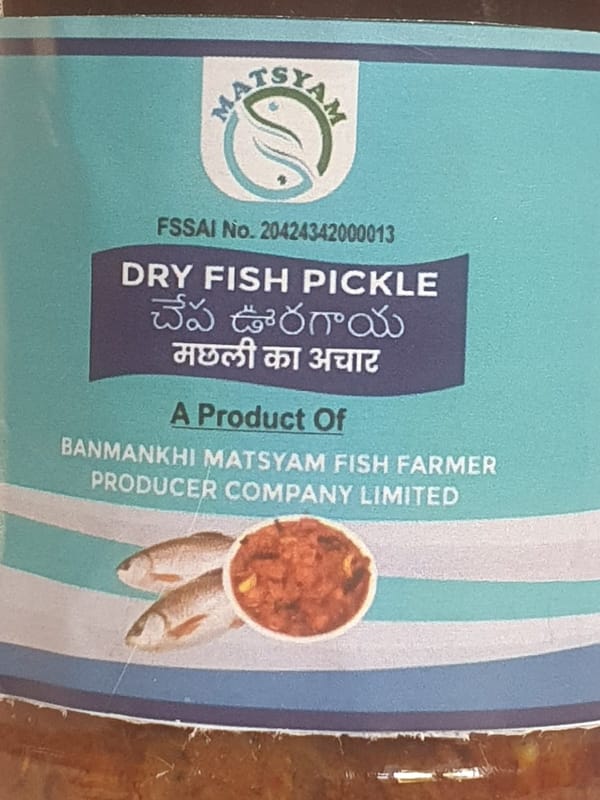 MATSYAM
FSSAI No. 20424342000013
DRY FISH PICKLE
చేప ఊరగాయ
मछली का अचार
A Product Of
BANMANKHI MATSYAM FISH FARMER
PRODUCER COMPANY LIMITED